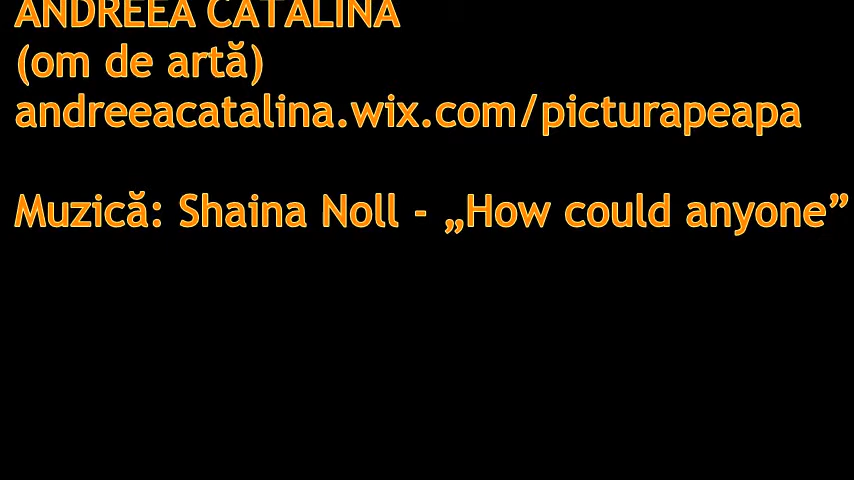 ANDREEA CATALINA
(om de artă)
andreeacatalina.wix.com/picturapeapa
Muzică: Shaina Noll - „How could anyone”